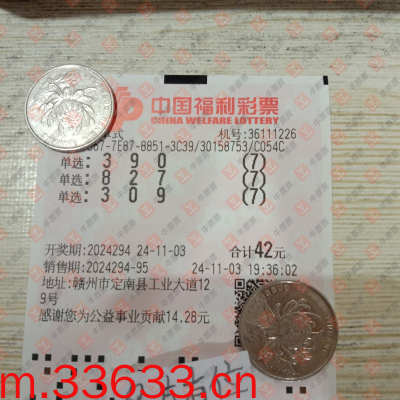 中国福利彩票
CHINA WELFARE LOTTERY
式 机号:36111226
-7E87-8851-3C39/30158753/C054C
单选:3 9 0 (7)
单选:8 2 7 (7)
单选:3 0 9 (7)
开奖期:2024294 24-11-03 合计42元
销售期:2024294-95 24-11-03 19:36:02
地址:赣州市定南县工业大道12
9号
感谢您为公益事业贡献14.28元
m.33633.cn